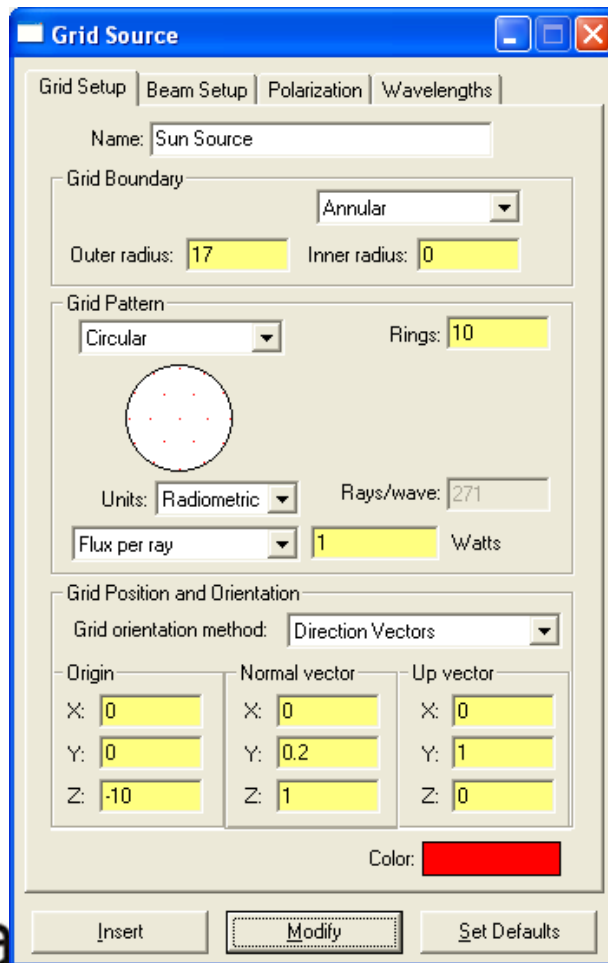 Grid Source
Grid Setup Beam Setup Polarization Wavelengths
Name: Sun Source
Grid Boundary
Annular
Outer radius: 17 Inner radius: 0
Grid Pattern
Circular Rings: 10
Units: Radiometric Rays/wave: 271
Flux per ray 1 Watts
Grid Position and Orientation
Grid orientation method: Direction Vectors
Origin Normal vector Up vector
X: 0 X: 0 X: 0
Y: 0 Y: 0.2 Y: 1
Z: -10 Z: 1 Z: 0
Color:
Insert Modify Set Defaults